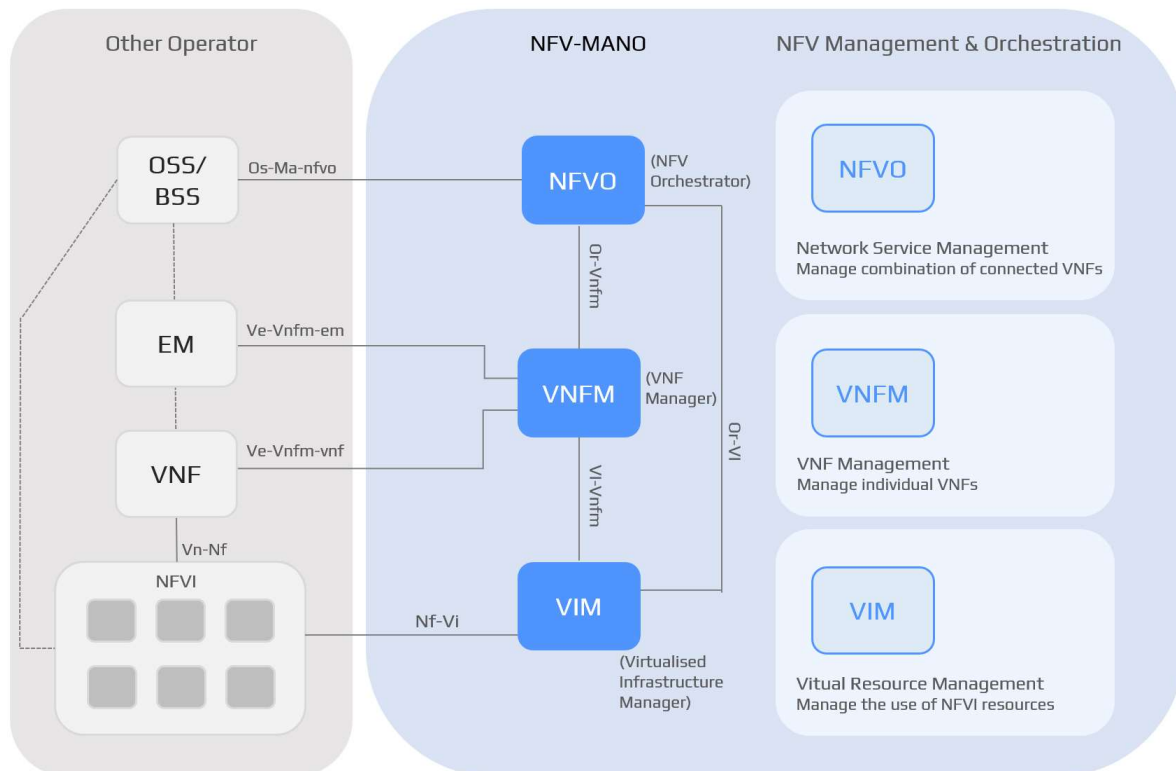 Other Operator
NFV-MANO
NFV Management & Orchestration
OSS/
BSS
Os-Ma-nfvo
NFVO
(NFV
Orchestrator)
Or-Vnfm
EM
Ve-Vnfm-em
VNFM
(VNF
Manager)
Or-VI
VNF
Ve-Vnfm-vnf
VI-Vnfm
Vn-Nf
NFVI
Nf-Vi
VIM
(Virtualised
Infrastructure
Manager)
NFVO
Network Service Management
Manage combination of connected VNFs
VNFM
VNF Management
Manage individual VNFs
VIM
Vitual Resource Management
Manage the use of NFVI resources